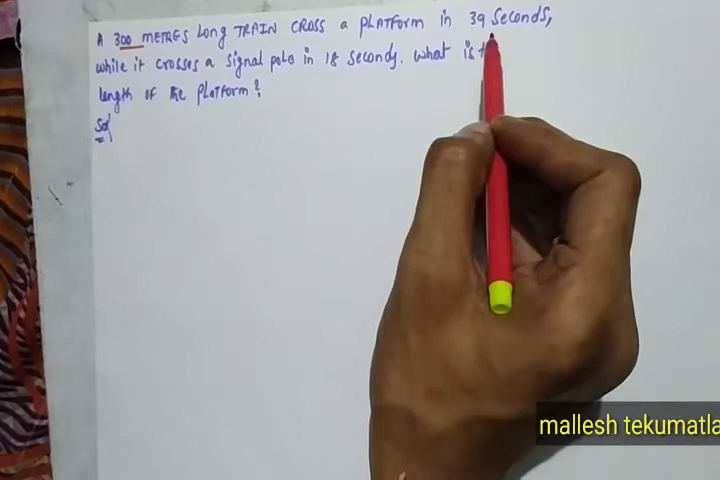 A 300 METRES Long TRAIN CROSS a PLATFORM in 39 Seconds,
while it crosses a signal pole in 18 seconds. What is
length of the platform?
Sol
mallesh tekumatla